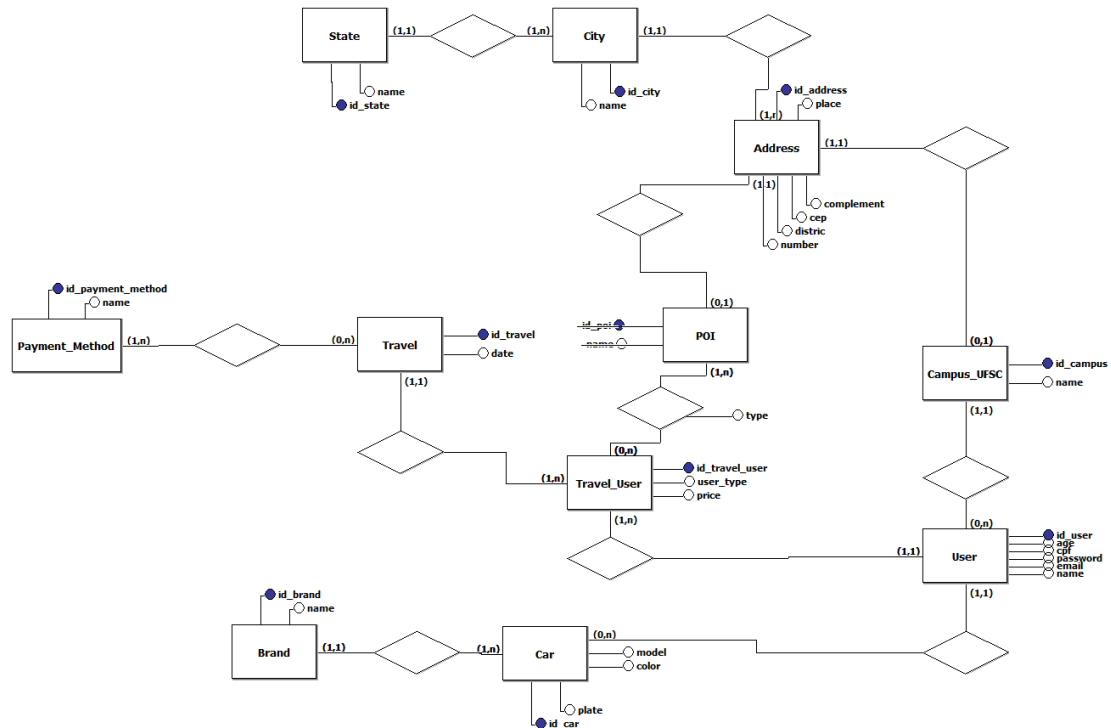 State (1,1) (1,n) City (1,1)
name
id_state
id_city
name
id_address
place
(1,n)
Address (1,1)
(1,1)
complement
cep
distric
number
id_payment_method
name
Payment_Method (1,n) (0,n) Travel
id_travel
date
(1,1)
(0,1)
id_poi
name
POI
(1,n)
type
(0,1)
Campus_UFSC
id_campus
name
(1,1)
(0,n)
(1,n) Travel_User
id_travel_user
user_type
price
(1,n)
(0,n)
(1,1) User
id_user
age
cpf
password
email
name
(1,1)
id_brand
name
Brand (1,1) (1,n) Car
(0,n)
model
color
plate
id_car